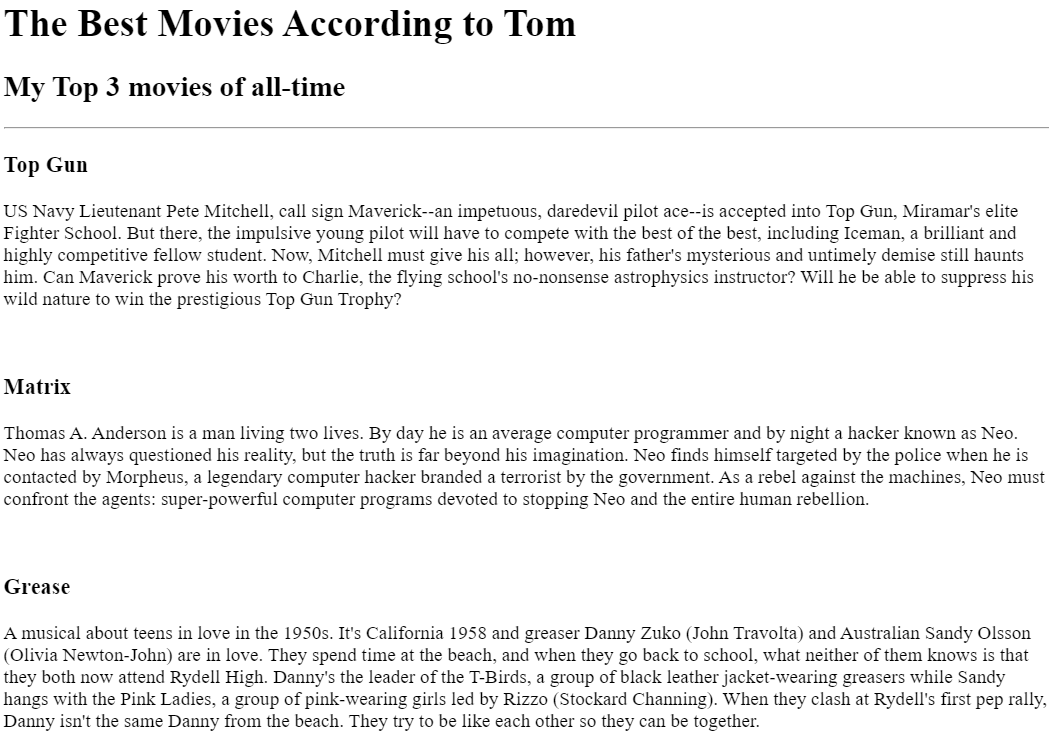 The Best Movies According to Tom
My Top 3 movies of all-time
Top Gun
US Navy Lieutenant Pete Mitchell, call sign Maverick--an impetuous, daredevil pilot ace--is accepted into Top Gun, Miramar's elite
Fighter School. But there, the impulsive young pilot will have to compete with the best of the best, including Iceman, a brilliant and
highly competitive fellow student. Now, Mitchell must give his all; however, his father's mysterious and untimely demise still haunts
him. Can Maverick prove his worth to Charlie, the flying school's no-nonsense astrophysics instructor? Will he be able to suppress his
wild nature to win the prestigious Top Gun Trophy?
Matrix
Thomas A. Anderson is a man living two lives. By day he is an average computer programmer and by night a hacker known as Neo.
Neo has always questioned his reality, but the truth is far beyond his imagination. Neo finds himself targeted by the police when he is
contacted by Morpheus, a legendary computer hacker branded a terrorist by the government. As a rebel against the machines, Neo must
confront the agents: super-powerful computer programs devoted to stopping Neo and the entire human rebellion.
Grease
A musical about teens in love in the 1950s. It's California 1958 and greaser Danny Zuko (John Travolta) and Australian Sandy Olsson
(Olivia Newton-John) are in love. They spend time at the beach, and when they go back to school, what neither of them knows is that
they both now attend Rydell High. Danny's the leader of the T-Birds, a group of black leather jacket-wearing greasers while Sandy
hangs with the Pink Ladies, a group of pink-wearing girls led by Rizzo (Stockard Channing). When they clash at Rydell's first pep rally,
Danny isn't the same Danny from the beach. They try to be like each other so they can be together.